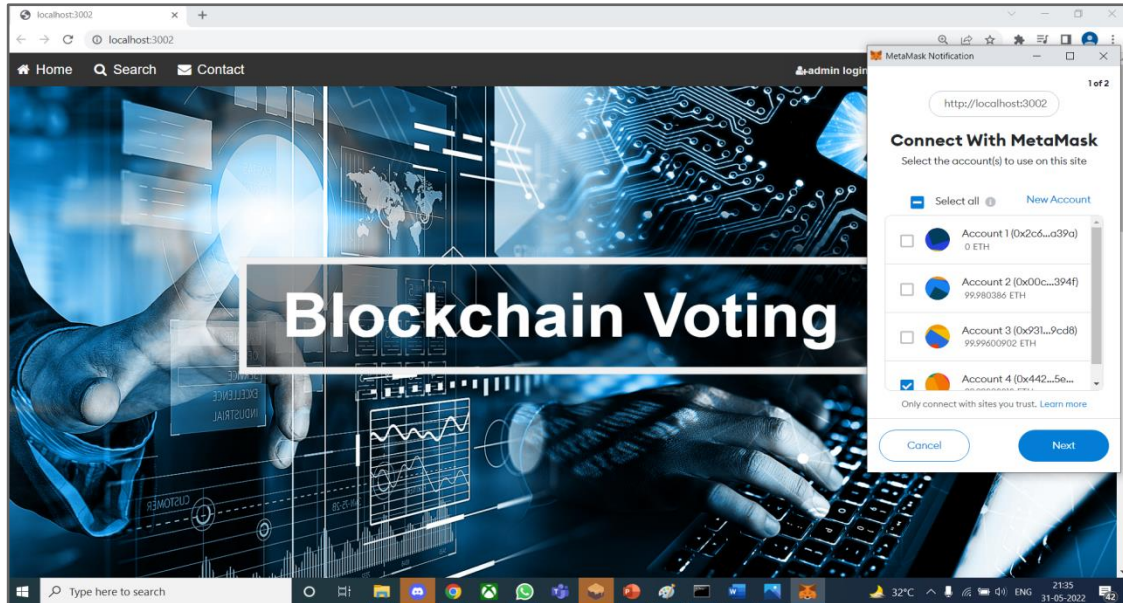 localhost:3002
localhost:3002
Home Search Contact
admin login
MetaMask Notification
1 of 2
http://localhost:3002
Connect With MetaMask
Select the account(s) to use on this site
Select all
New Account
Account 1 (0x2c6...a39a)
0 ETH
Account 2 (0x00c...394f)
99.980386 ETH
Account 3 (0x931...9cd8)
99.99600902 ETH
Account 4 (0x442...5e...
Only connect with sites you trust. Learn more
Cancel
Next
Blockchain Voting
EXCELLENCE
INDUSTRIAL
CUSTOMER
Type here to search
32°C
ENG
21:35
31-05-2022
42